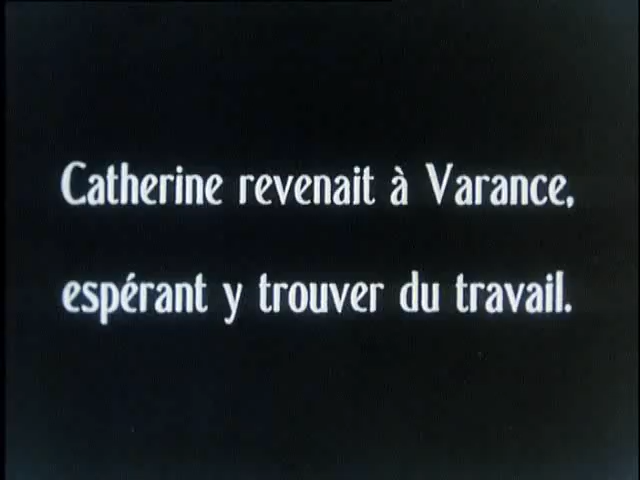 Catherine revenait à Varance,
espérant y trouver du travail.